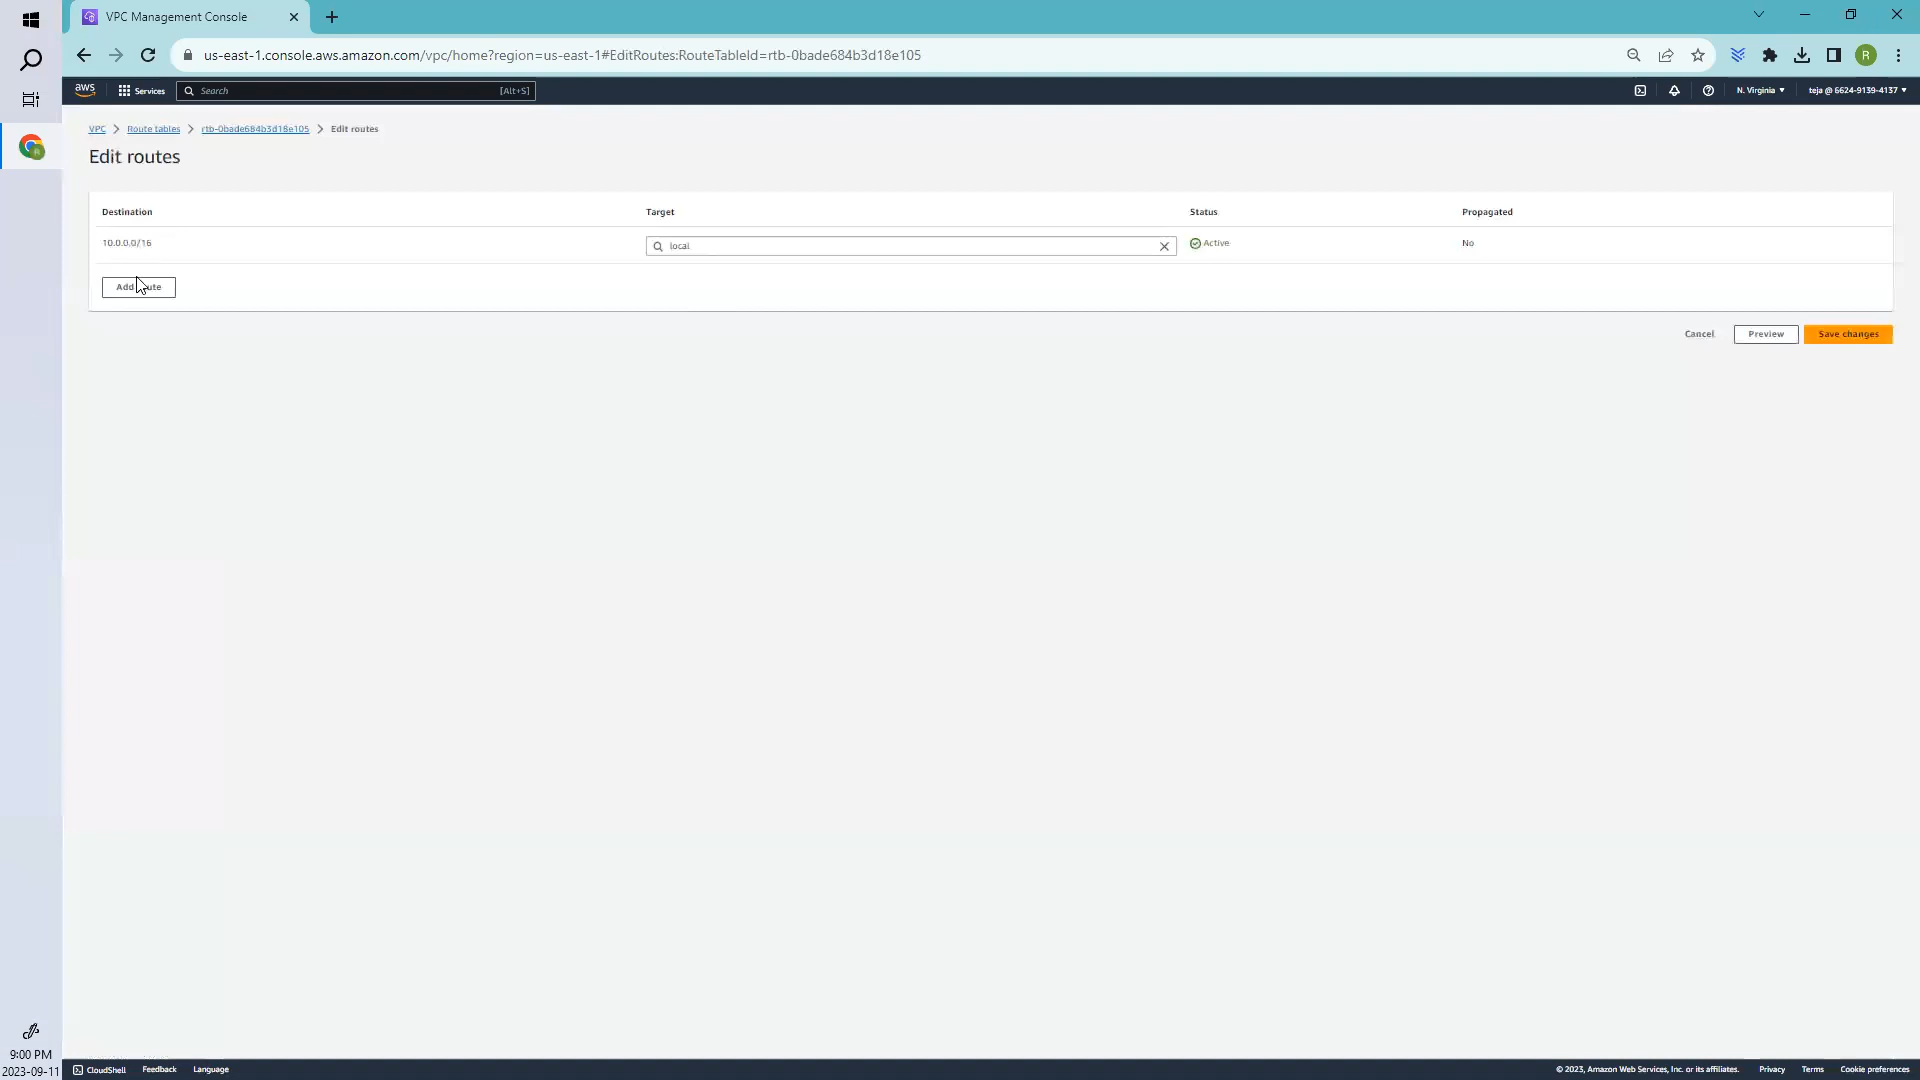 VPC Management Console
us-east-1.console.aws.amazon.com/vpc/home?region=us-east-1#EditRoutes:RouteTableId=rtb-0bade684b3d18e105
R
aws
Services
Search
[Alt+S]
N. Virginia
teja @ 6624-9139-4137
VPC
Route tables
rtb-0bade684b3d18e105
Edit routes
Edit routes
Destination
Target
Status
Propagated
10.0.0.0/16
local
Active
No
Add route
Cancel
Preview
Save changes
9:00 PM
2023-09-11
CloudShell
Feedback
Language
© 2023, Amazon Web Services, Inc. or its affiliates.
Privacy
Terms
Cookie preferences